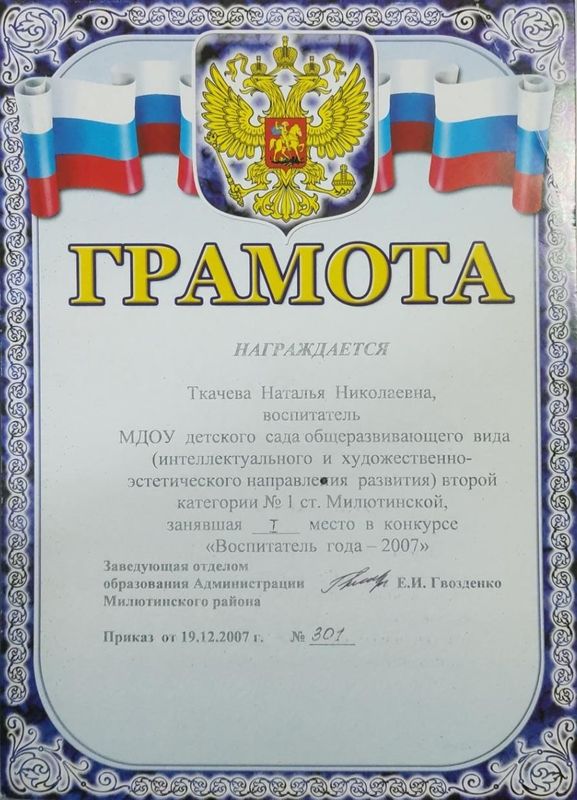 ГРАМОТА
НАГРАЖДАЕТСЯ
Ткачева Наталья Николаевна,
воспитатель
МДОУ детского сада общеразвивающего вида
(интеллектуального и художественно-
эстетического направления развития) второй
категории № 1 ст. Милютинской,
занявшая I место в конкурсе
«Воспитатель года – 2007»
Заведующая отделом
образования Администрации Е.И. Гвозденко
Милютинского района
Приказ от 19.12.2007 г. № 301